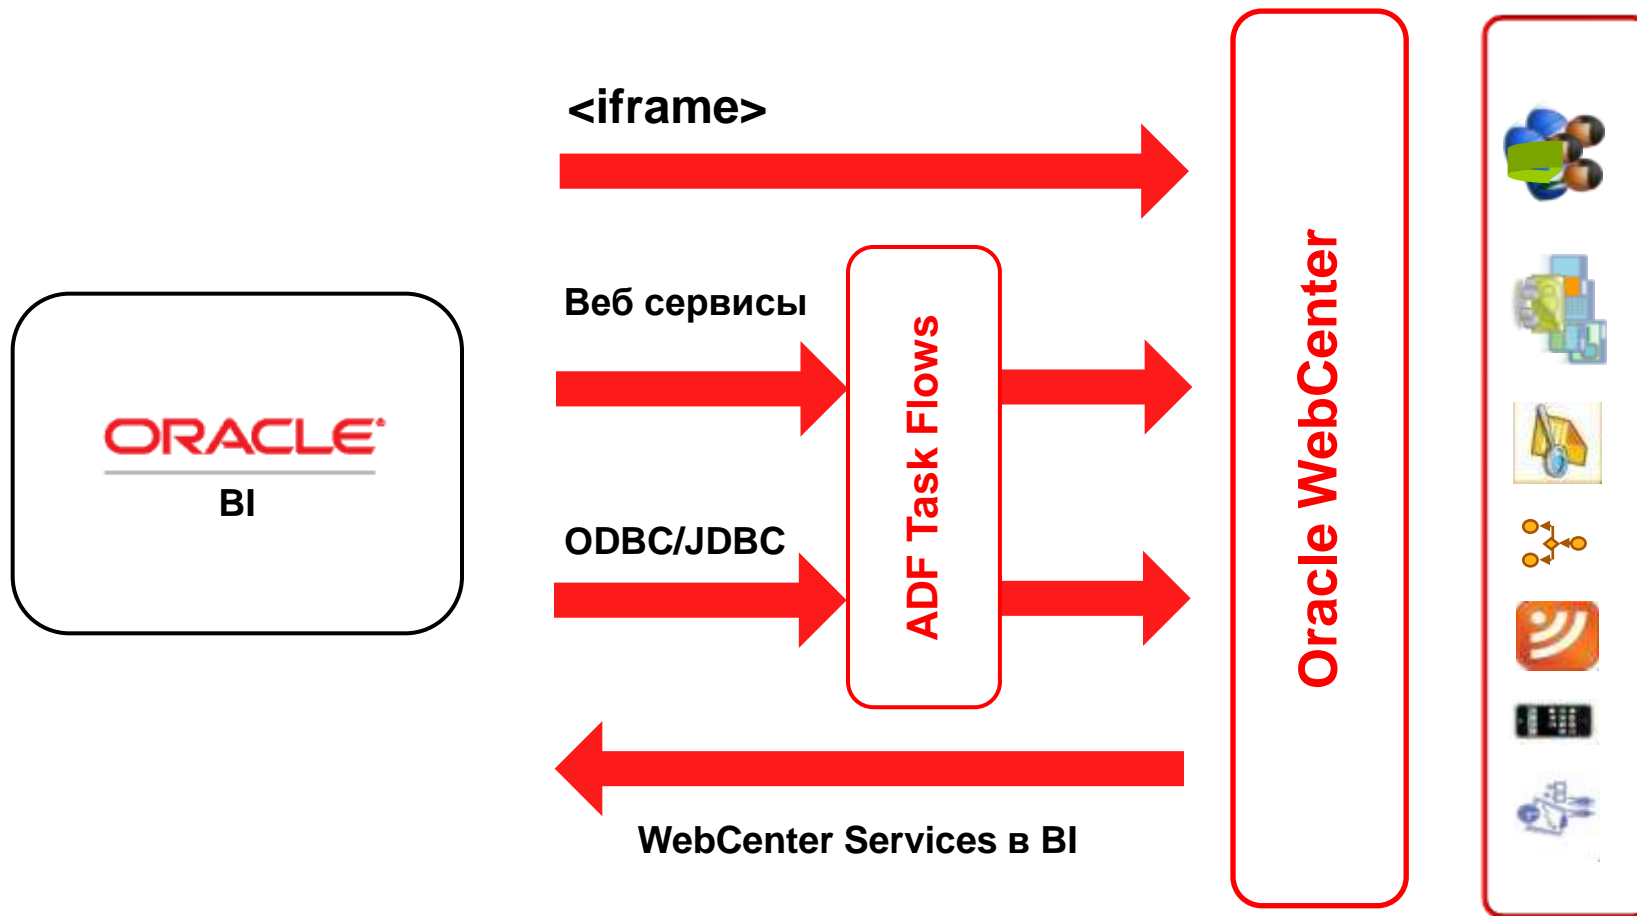 <iframe>
Веб сервисы
ORACLE
BI
ODBC/JDBC
ADF Task Flows
Oracle WebCenter
WebCenter Services в BI